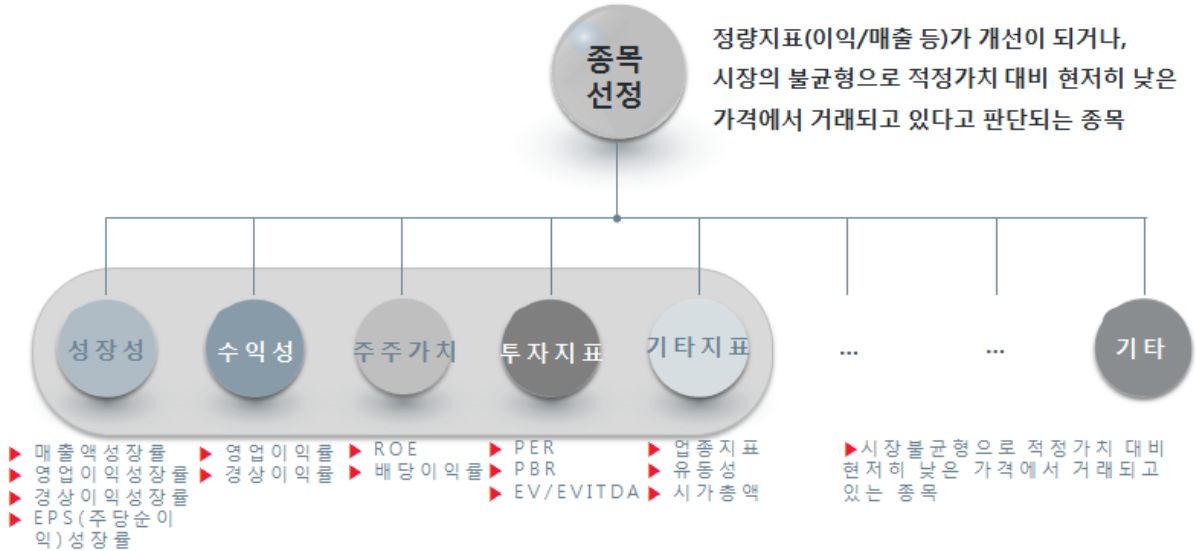 종목
선정
정량지표(이익/매출 등)가 개선이 되거나,
시장의 불균형으로 적정가치 대비 현저히 낮은
가격에서 거래되고 있다고 판단되는 종목
성장성
수익성
주주가치
투자지표
기타지표
...
...
기타
▶ 매출액성장률
▶ 영업이익성장률
▶ 경상이익성장률
▶ EPS(주당순이
익)성장률
▶ 영업이익률
▶ 경상이익률
▶ ROE
▶ 배당이익률
▶ PER
▶ PBR
▶ EV/EVITDA
▶ 업종지표
▶ 유동성
▶ 시가총액
▶시장불균형으로 적정가치 대비
현저히 낮은 가격에서 거래되고
있는 종목